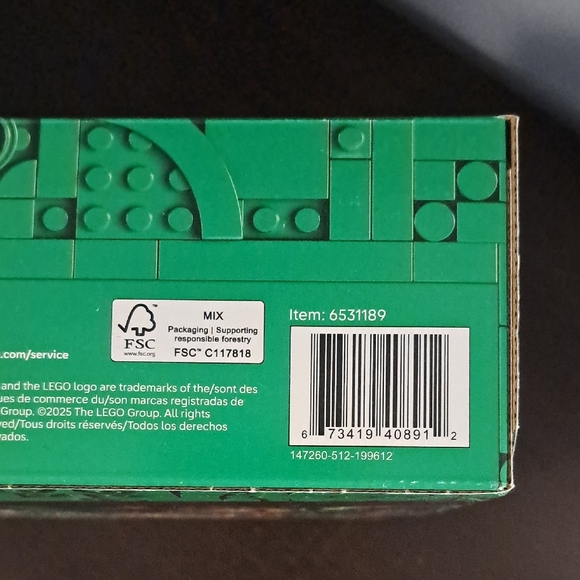 MIX
Packaging | Supporting
responsible forestry
FSC™ C117818
FSC
www.fsc.org
Item: 6531189
.com/service
and the LEGO logo are trademarks of the/sont des
ues de commerce du/son marcas registradas de
Group. ©2025 The LEGO Group. All rights
ved/Tous droits réservés/Todos los derechos
vados.
6 73419 40891 2
147260-512-199612